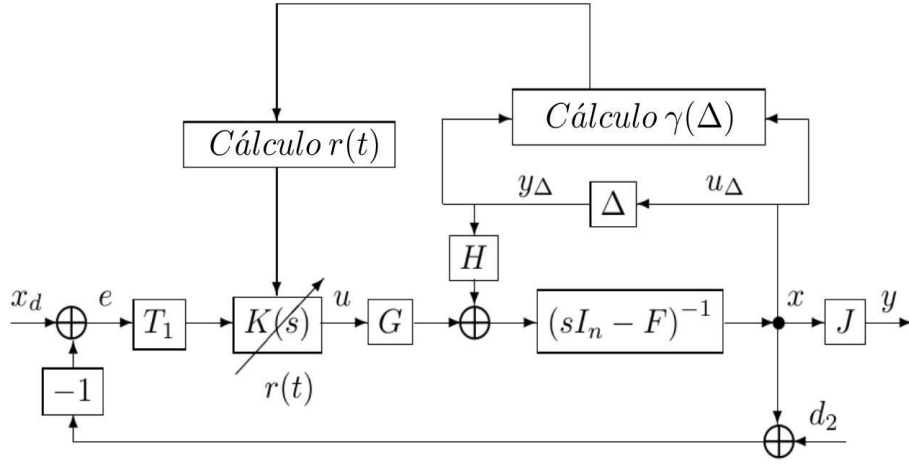 Cálculo γ(Δ)
Cálculo r(t)
y_Δ
Δ
u_Δ
H
x_d
e
T_1
K(s)
u
G
(sI_n − F)^{−1}
x
J
y
r(t)
−1
d_2